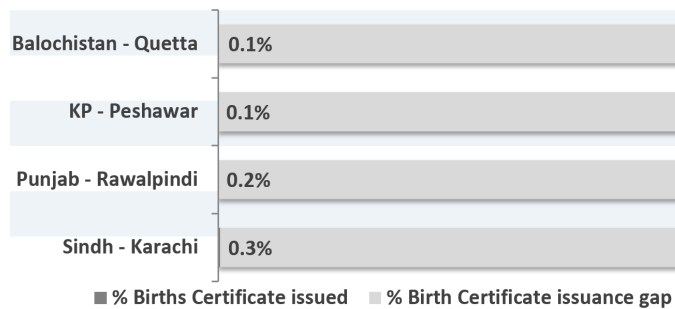 Balochistan - Quetta 0.1%
KP - Peshawar 0.1%
Punjab - Rawalpindi 0.2%
Sindh - Karachi 0.3%
% Births Certificate issued % Birth Certificate issuance gap